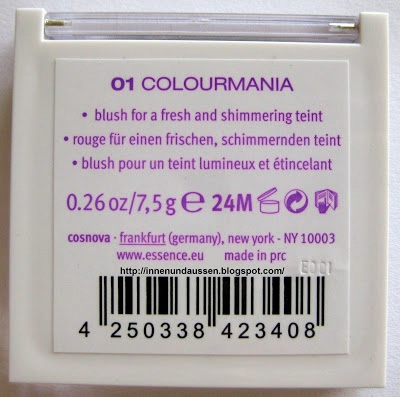 01 COLOURMANIA
• blush for a fresh and shimmering teint
• rouge für einen frischen, schimmernden teint
• blush pour un teint lumineux et étincelant
0.26 oz/7,5 g ℮ 24M
cosnova · frankfurt (germany), new york - NY 10003
www.essence.eu made in prc
http://innenundaussen.blogspot.com/
4 250338 423408